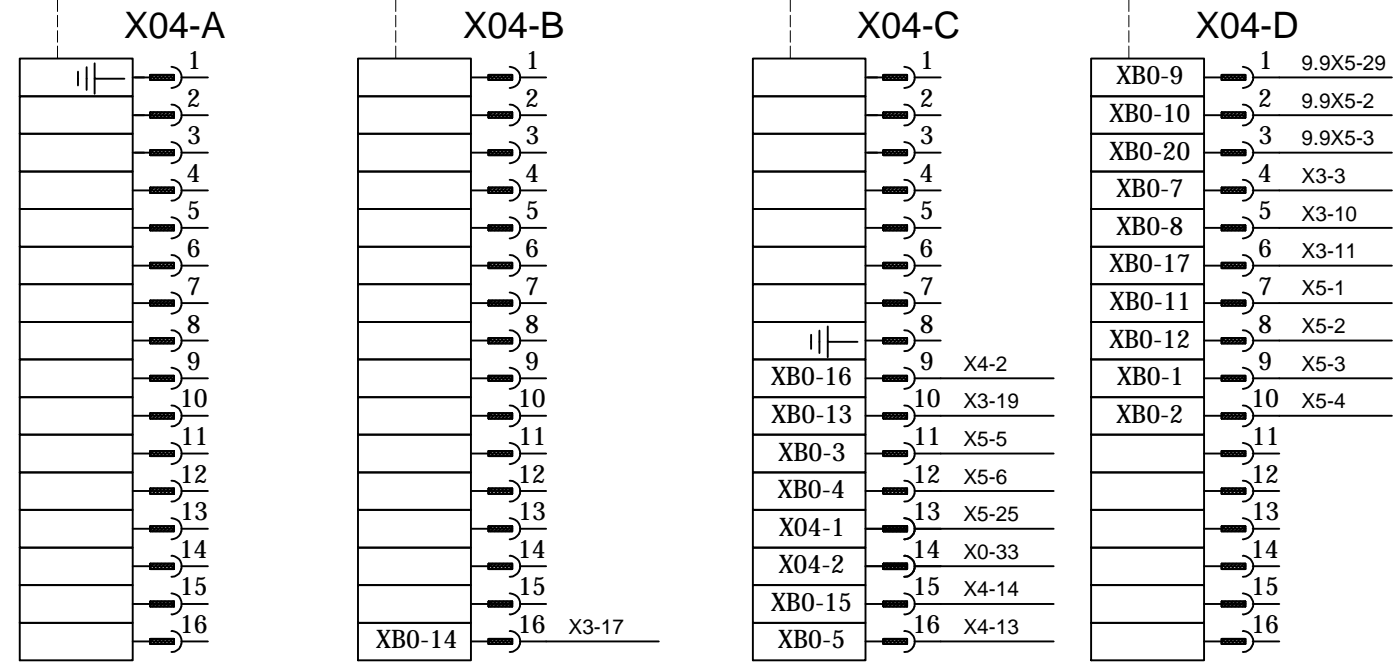 X04-A X04-B X04-C X04-D
1 1 1 XB0-9 1 9.9X5-29
2 2 2 XB0-10 2 9.9X5-2
3 3 3 XB0-20 3 9.9X5-3
4 4 4 XB0-7 4 X3-3
5 5 5 XB0-8 5 X3-10
6 6 6 XB0-17 6 X3-11
7 7 7 XB0-11 7 X5-1
8 8 8 XB0-12 8 X5-2
9 9 XB0-16 9 X4-2 XB0-1 9 X5-3
10 10 XB0-13 10 X3-19 XB0-2 10 X5-4
11 11 XB0-3 11 X5-5 11
12 12 XB0-4 12 X5-6 12
13 13 X04-1 13 X5-25 13
14 14 X04-2 14 X0-33 14
15 15 XB0-15 15 X4-14 15
16 XB0-14 16 X3-17 XB0-5 16 X4-13 16